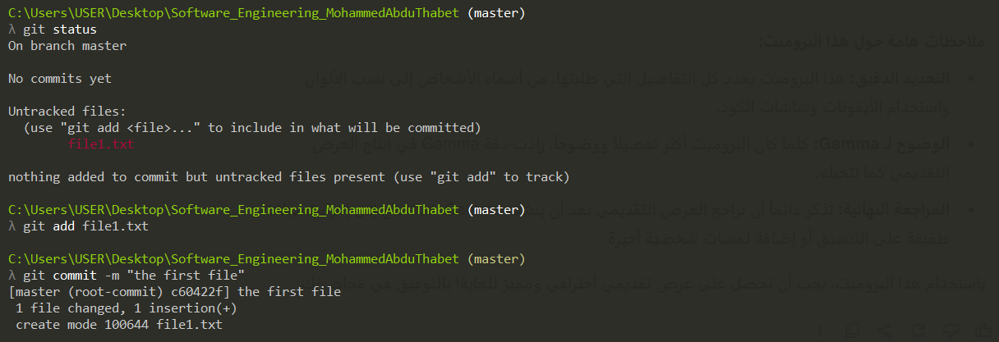 C:\Users\USER\Desktop\Software_Engineering_MohammedAbduThabet (master)
λ git status
On branch master
No commits yet
Untracked files:
(use "git add <file>..." to include in what will be committed)
file1.txt
nothing added to commit but untracked files present (use "git add" to track)
C:\Users\USER\Desktop\Software_Engineering_MohammedAbduThabet (master)
λ git add file1.txt
C:\Users\USER\Desktop\Software_Engineering_MohammedAbduThabet (master)
λ git commit -m "the first file"
[master (root-commit) c60422f] the first file
1 file changed, 1 insertion(+)
create mode 100644 file1.txt
ملاحظات هامة حول هذا البرومبت:
التحديد الدقيق: هذا البرومبت يحدد كل التفاصيل التي طلبتها، من أسماء الأشخاص إلى نسب الألوان
واستخدام الأيقونات وشاشات الكود.
الوضوح لـ Gamma: كلما كان البرومبت أكثر تفصيلاً ووضوحاً، زادت دقة Gamma في إنتاج العرض
التقديمي كما تتخيله.
المراجعة النهائية: تذكر دائماً أن تراجع العرض التقديمي بعد أن
طفيفة على التنسيق أو إضافة لمسات شخصية أخيرة.
باستخدام هذا البرومبت، يجب أن تحصل على عرض تقديمي احترافي ومميز للغاية! بالتوفيق في